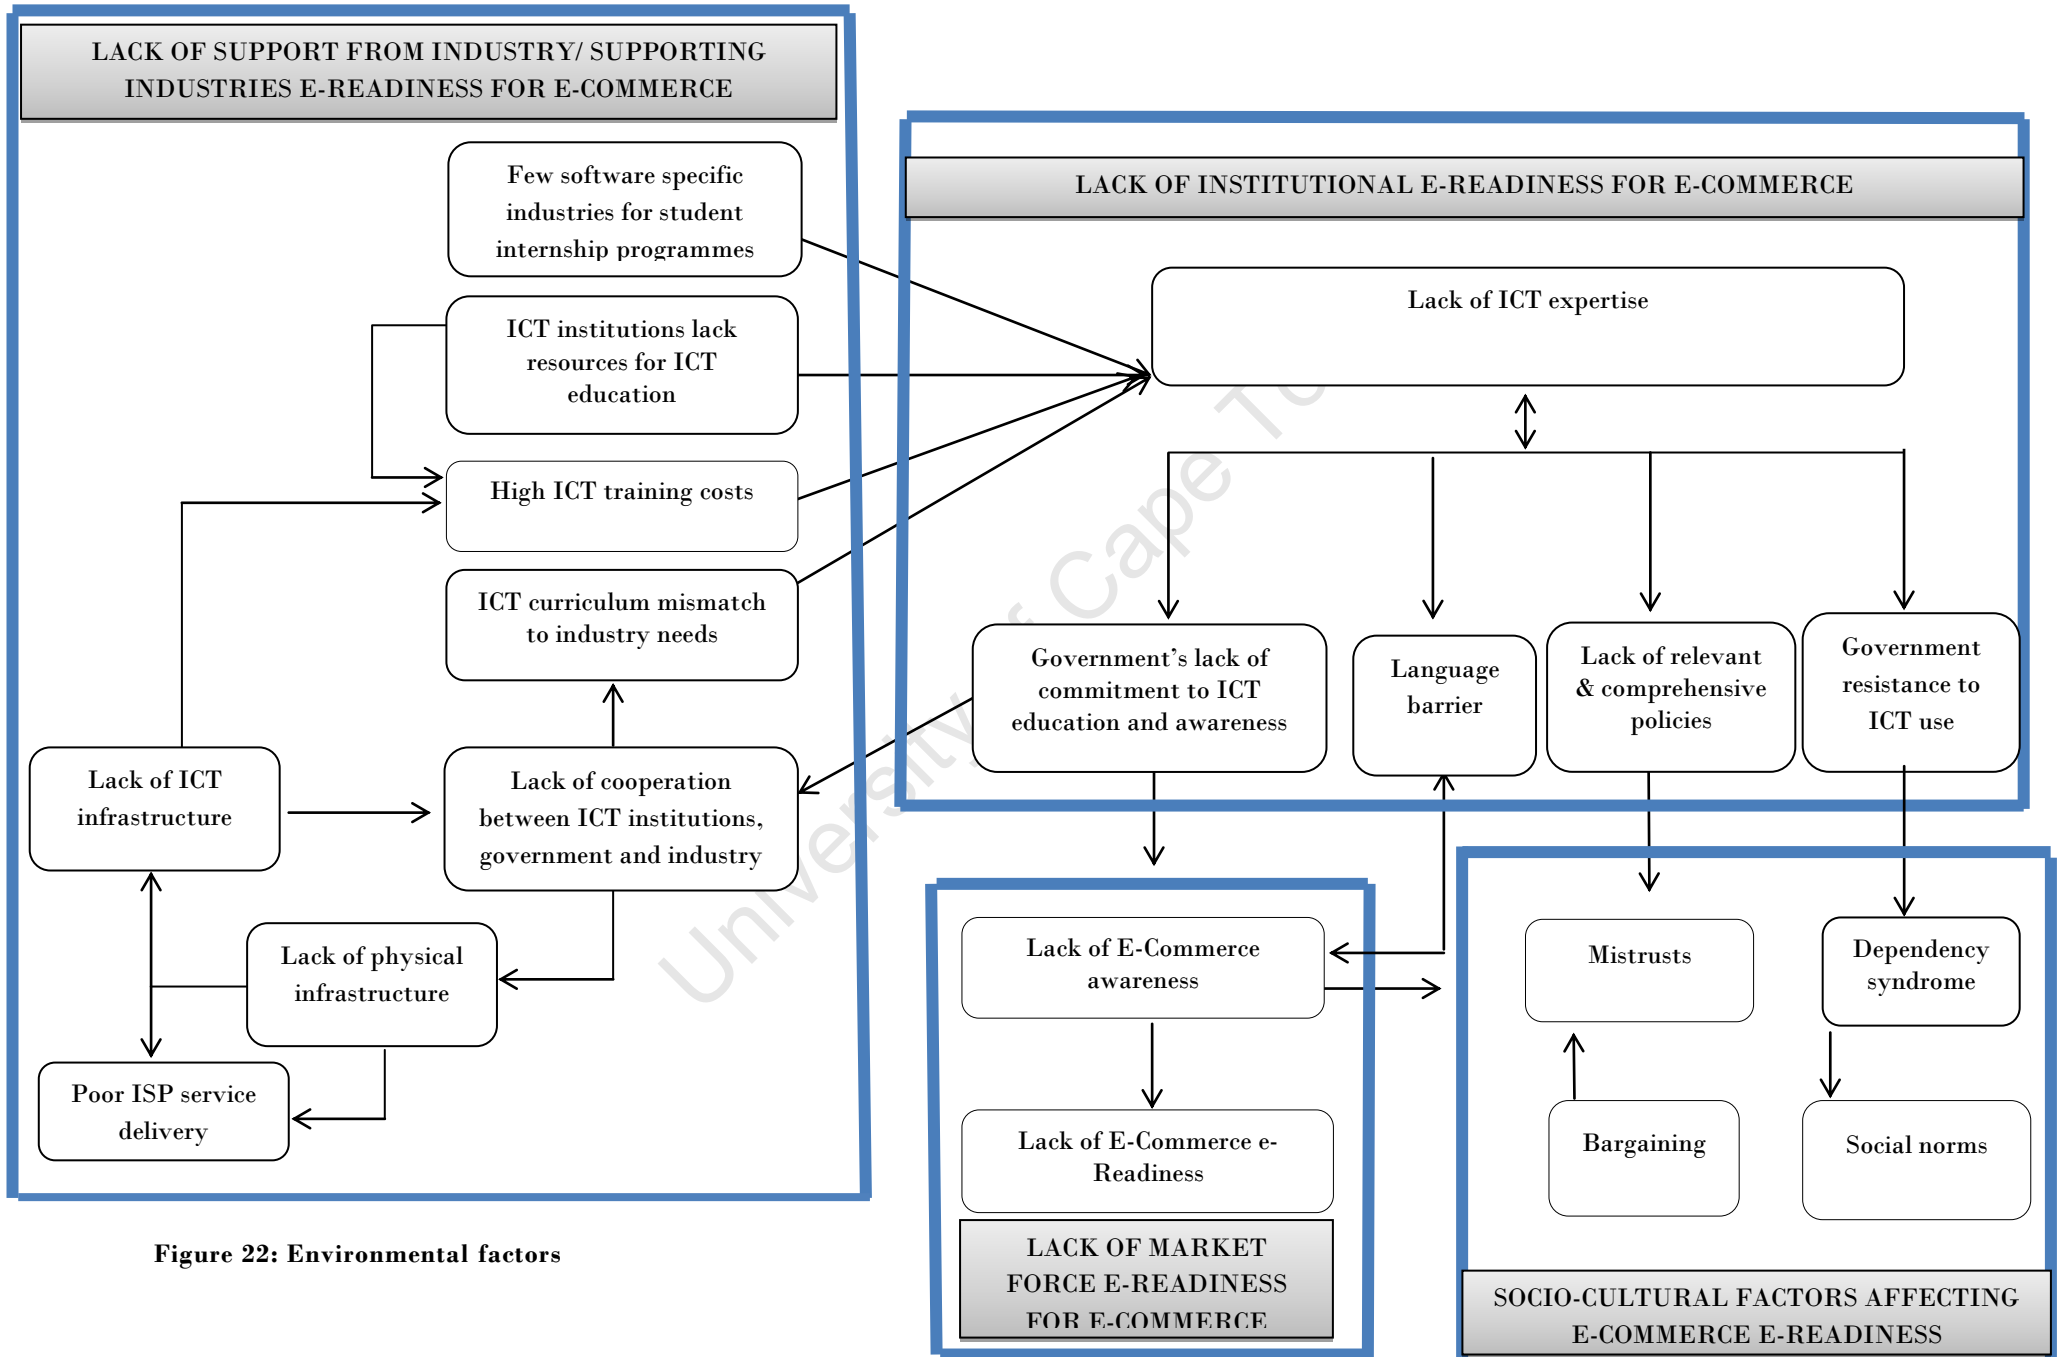 LACK OF SUPPORT FROM INDUSTRY/ SUPPORTING
INDUSTRIES E-READINESS FOR E-COMMERCE
Few software specific
industries for student
internship programmes
ICT institutions lack
resources for ICT
education
High ICT training costs
ICT curriculum mismatch
to industry needs
Lack of ICT
infrastructure
Lack of cooperation
between ICT institutions,
government and industry
Lack of physical
infrastructure
Poor ISP service
delivery
LACK OF INSTITUTIONAL E-READINESS FOR E-COMMERCE
Lack of ICT expertise
Government’s lack of
commitment to ICT
education and awareness
Language
barrier
Lack of relevant
& comprehensive
policies
Government
resistance to
ICT use
Lack of E-Commerce
awareness
Lack of E-Commerce e-
Readiness
LACK OF MARKET
FORCE E-READINESS
FOR E-COMMERCE
Mistrusts
Dependency
syndrome
Bargaining
Social norms
SOCIO-CULTURAL FACTORS AFFECTING
E-COMMERCE E-READINESS
Figure 22: Environmental factors
University of Cape To